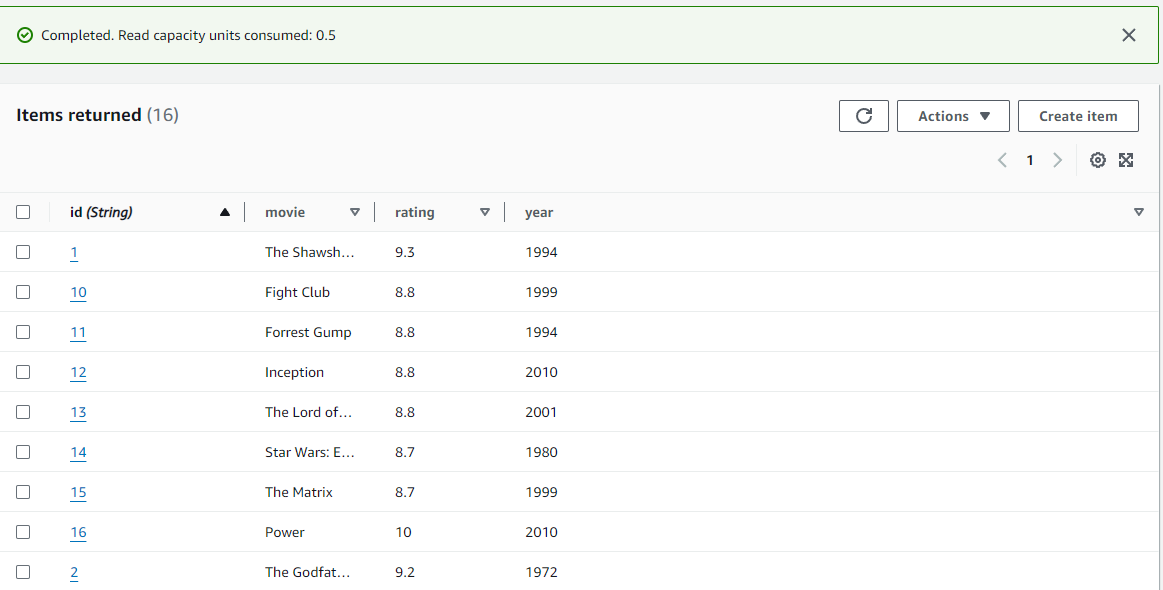 Completed. Read capacity units consumed: 0.5
Items returned (16)
Actions
Create item
1
id (String) movie rating year
1 The Shawsh... 9.3 1994
10 Fight Club 8.8 1999
11 Forrest Gump 8.8 1994
12 Inception 8.8 2010
13 The Lord of... 8.8 2001
14 Star Wars: E... 8.7 1980
15 The Matrix 8.7 1999
16 Power 10 2010
2 The Godfat... 9.2 1972